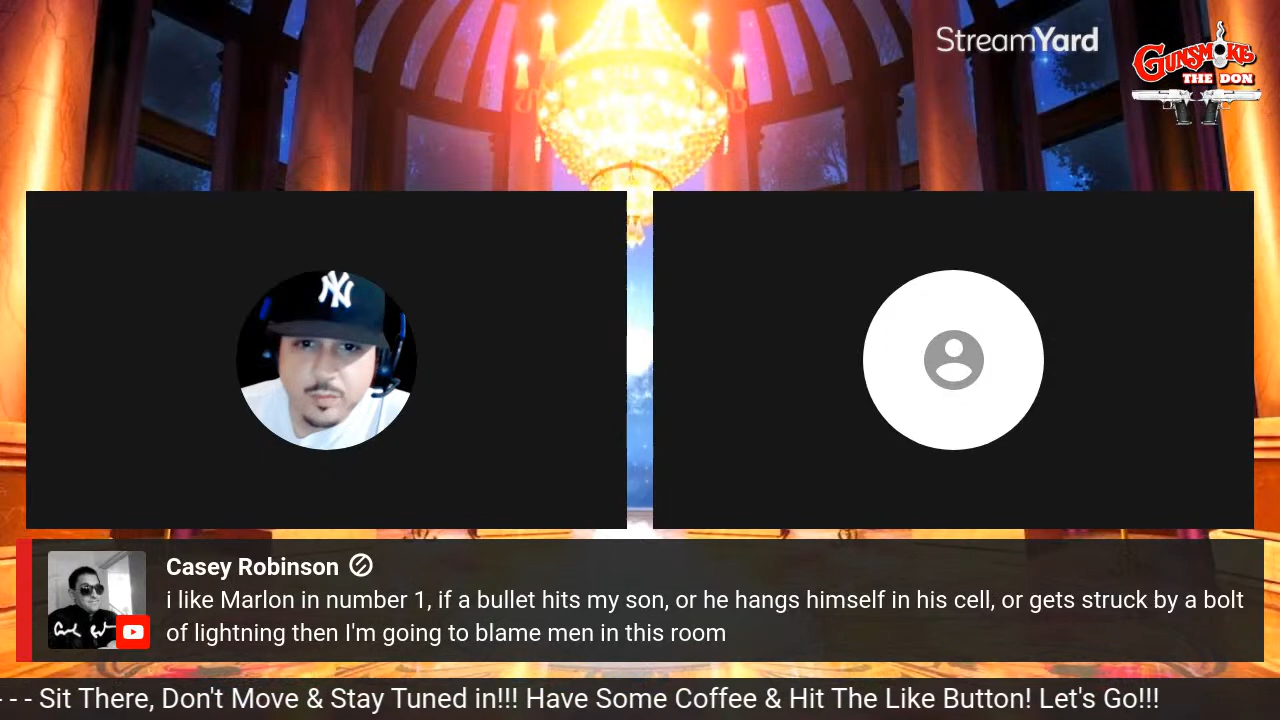 StreamYard
GUNSMOKE
THE DON
NY
Casey Robinson
i like Marlon in number 1, if a bullet hits my son, or he hangs himself in his cell, or gets struck by a bolt
of lightning then I'm going to blame men in this room
- - - Sit There, Don't Move & Stay Tuned in!!! Have Some Coffee & Hit The Like Button! Let's Go!!!